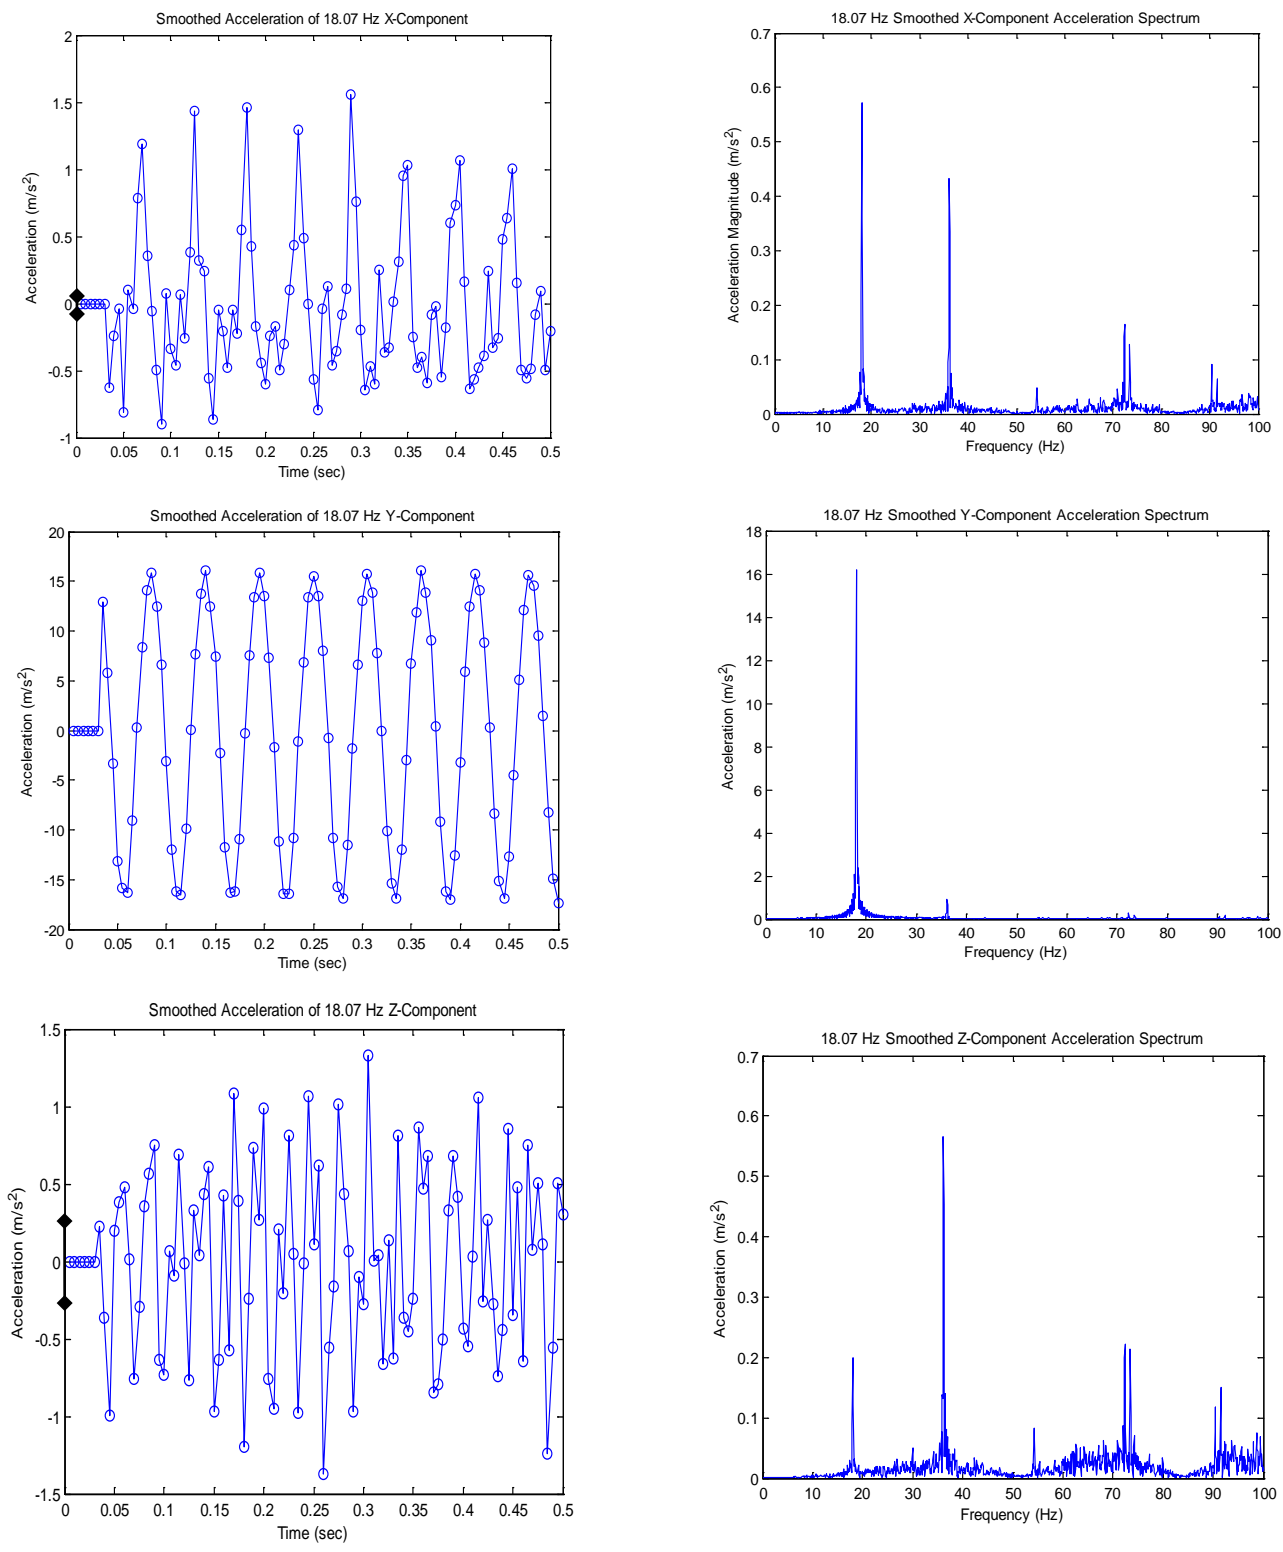 Smoothed Acceleration of 18.07 Hz X-Component
2
1.5
1
0.5
0
-0.5
-1
0 0.05 0.1 0.15 0.2 0.25 0.3 0.35 0.4 0.45 0.5
Time (sec)
Acceleration (m/s²)
18.07 Hz Smoothed X-Component Acceleration Spectrum
0.7
0.6
0.5
0.4
0.3
0.2
0.1
0
0 10 20 30 40 50 60 70 80 90 100
Frequency (Hz)
Acceleration Magnitude (m/s²)
Smoothed Acceleration of 18.07 Hz Y-Component
20
15
10
5
0
-5
-10
-15
-20
0 0.05 0.1 0.15 0.2 0.25 0.3 0.35 0.4 0.45 0.5
Time (sec)
Acceleration (m/s²)
18.07 Hz Smoothed Y-Component Acceleration Spectrum
18
16
14
12
10
8
6
4
2
0
0 10 20 30 40 50 60 70 80 90 100
Frequency (Hz)
Acceleration (m/s²)
Smoothed Acceleration of 18.07 Hz Z-Component
1.5
1
0.5
0
-0.5
-1
-1.5
0 0.05 0.1 0.15 0.2 0.25 0.3 0.35 0.4 0.45 0.5
Time (sec)
Acceleration (m/s²)
18.07 Hz Smoothed Z-Component Acceleration Spectrum
0.7
0.6
0.5
0.4
0.3
0.2
0.1
0
0 10 20 30 40 50 60 70 80 90 100
Frequency (Hz)
Acceleration (m/s²)